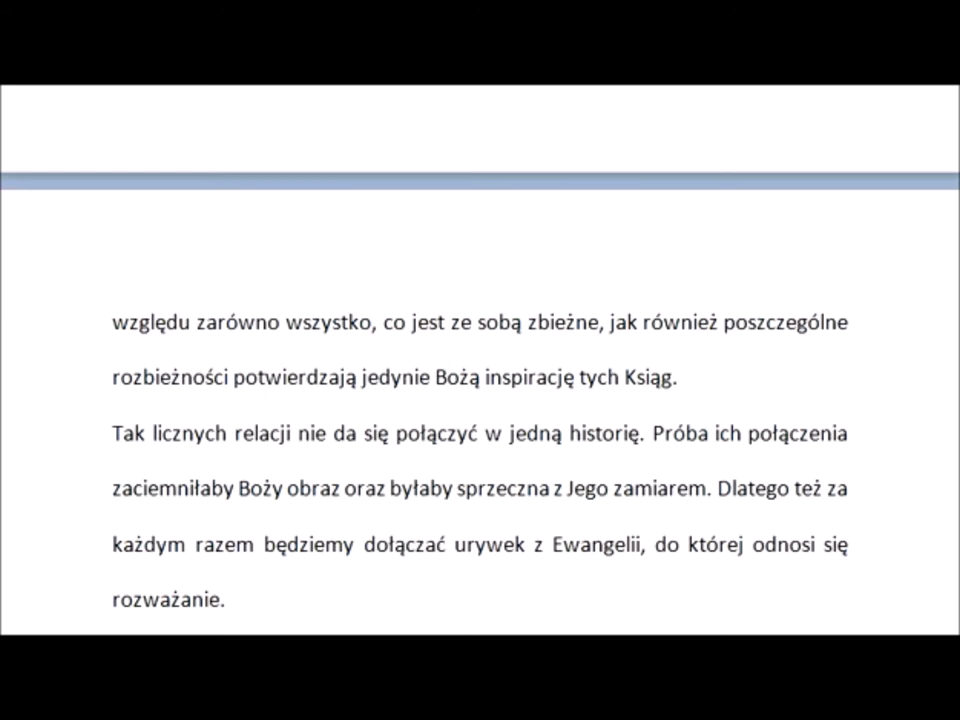 względu zarówno wszystko, co jest ze sobą zbieżne, jak również poszczególne
rozbieżności potwierdzają jedynie Bożą inspirację tych Ksiąg.
Tak licznych relacji nie da się połączyć w jedną historię. Próba ich połączenia
zaciemniłaby Boży obraz oraz byłaby sprzeczna z Jego zamiarem. Dlatego też za
każdym razem będziemy dołączać urywek z Ewangelii, do której odnosi się
rozważanie.